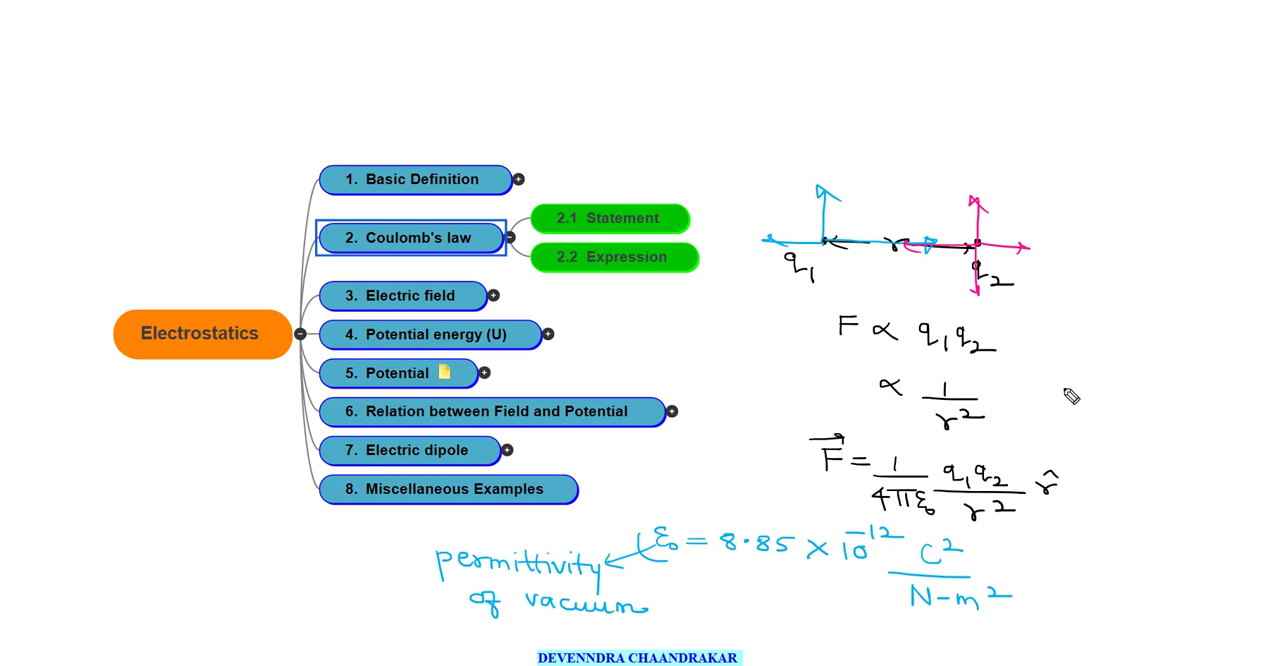 Electrostatics
1. Basic Definition
2. Coulomb's law
2.1 Statement
2.2 Expression
3. Electric field
4. Potential energy (U)
5. Potential
6. Relation between Field and Potential
7. Electric dipole
8. Miscellaneous Examples
q₁ r q₂
F ∝ q₁q₂
∝ 1/r²
F⃗ = 1/4πε₀ q₁q₂/r² r̂
ε₀ = 8.85 × 10⁻¹² C²/N-m²
permittivity
of vacuum
DEVENNDRA CHAANDRAKAR